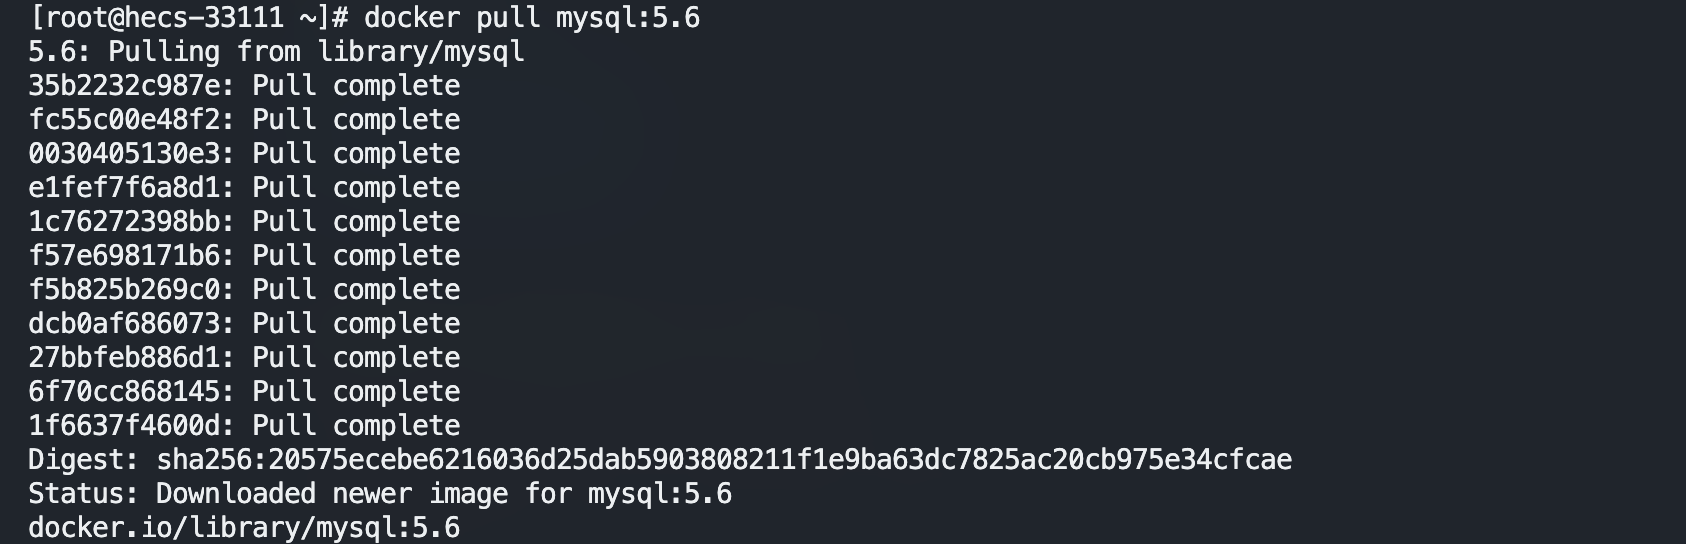 [root@hecs-33111 ~]# docker pull mysql:5.6
5.6: Pulling from library/mysql
35b2232c987e: Pull complete
fc55c00e48f2: Pull complete
0030405130e3: Pull complete
e1fef7f6a8d1: Pull complete
1c76272398bb: Pull complete
f57e698171b6: Pull complete
f5b825b269c0: Pull complete
dcb0af686073: Pull complete
27bbfeb886d1: Pull complete
6f70cc868145: Pull complete
1f6637f4600d: Pull complete
Digest: sha256:20575ecebe6216036d25dab5903808211f1e9ba63dc7825ac20cb975e34cfcae
Status: Downloaded newer image for mysql:5.6
docker.io/library/mysql:5.6